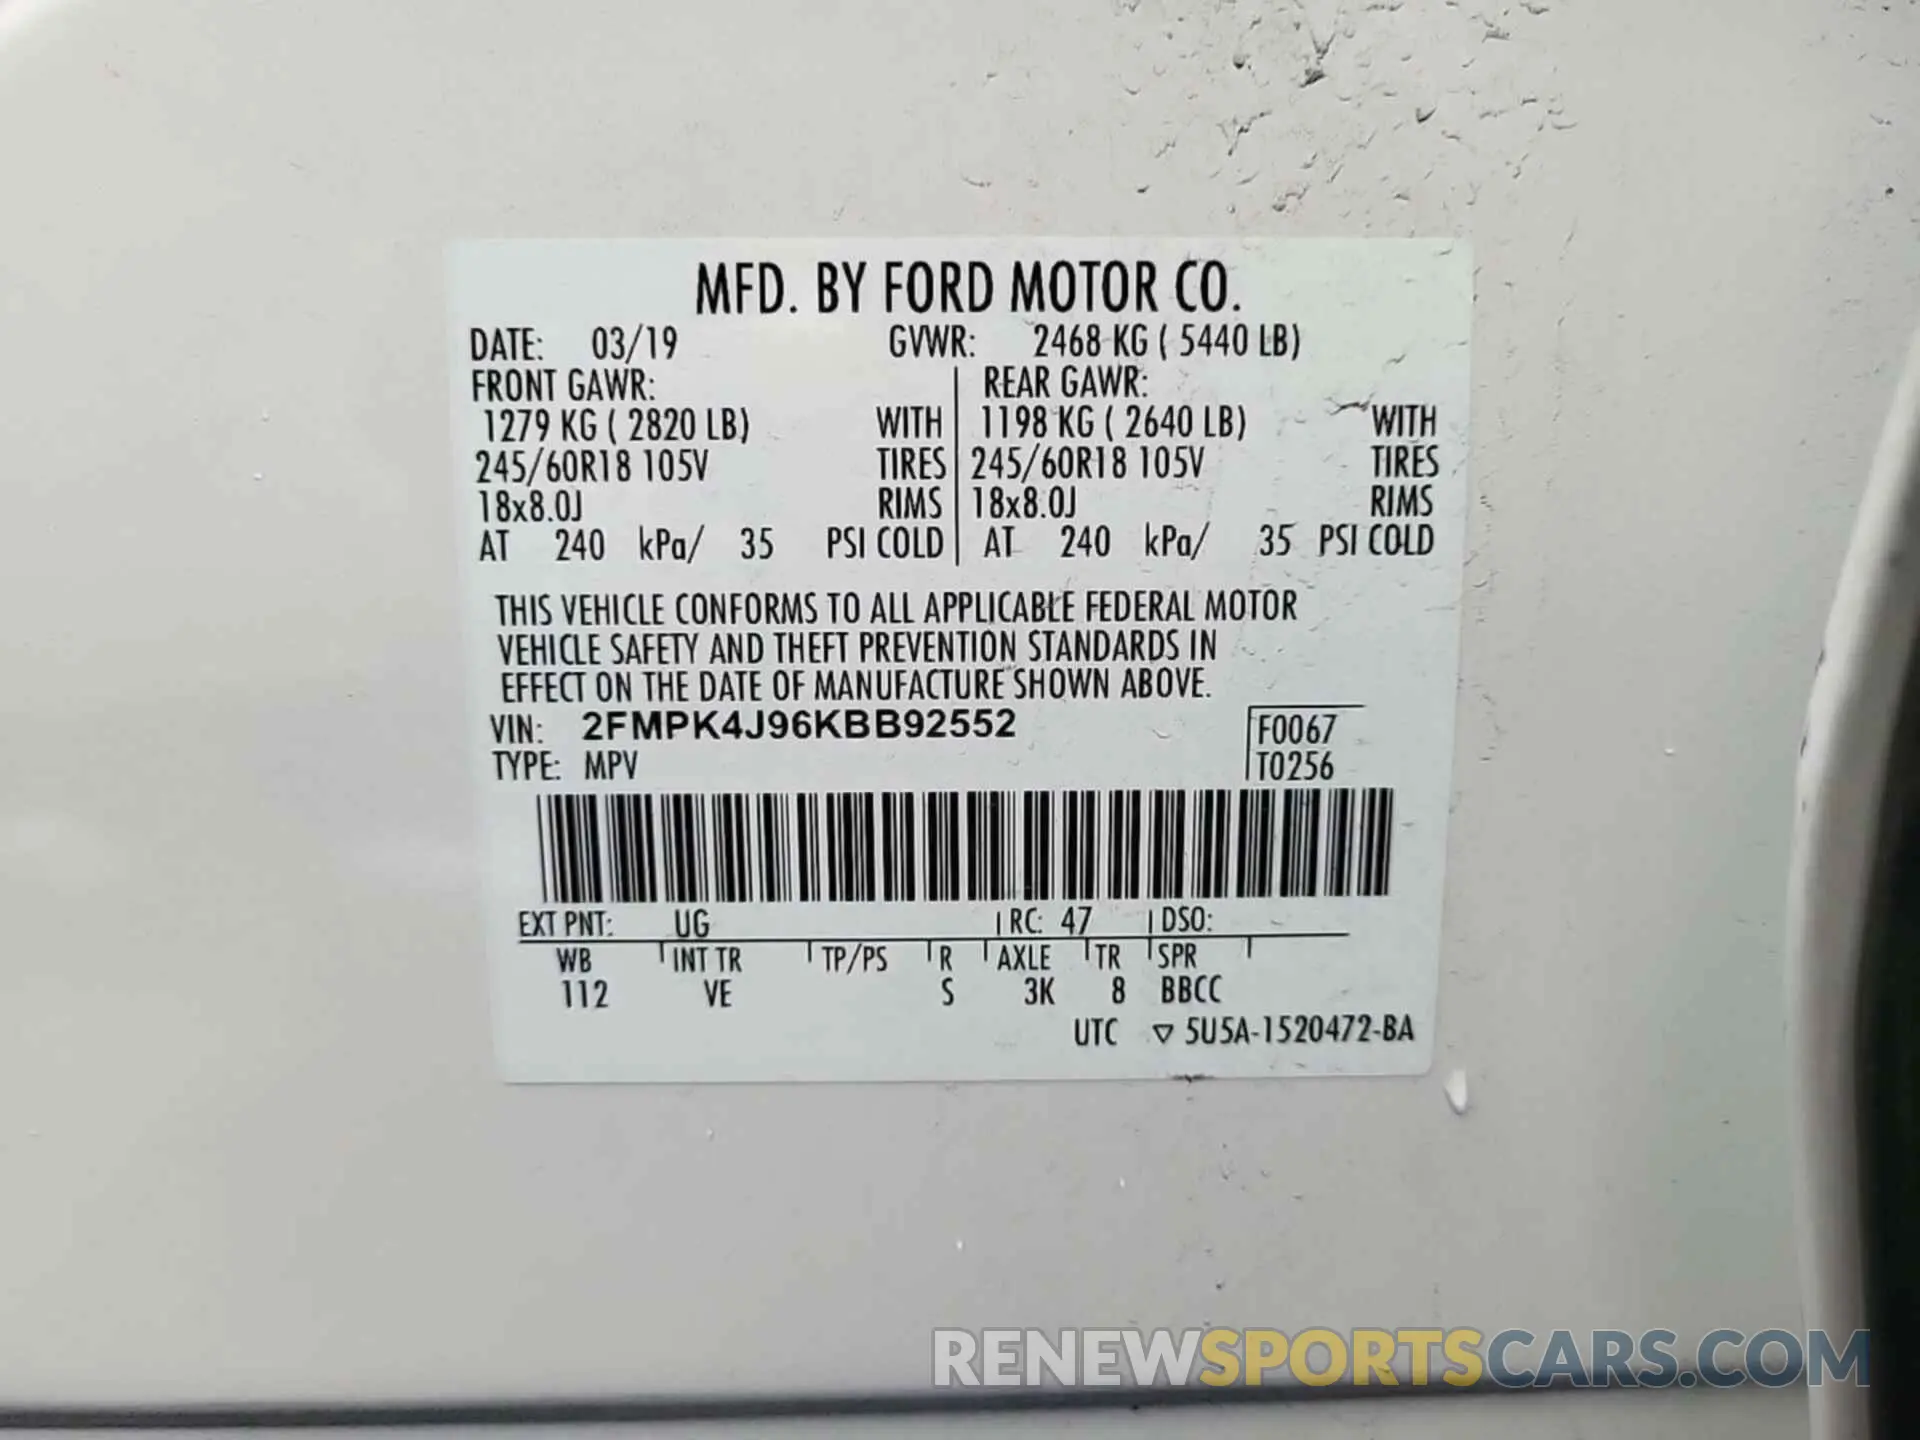 MFD. BY FORD MOTOR CO.
DATE: 03/19 GVWR: 2468 KG ( 5440 LB)
FRONT GAWR: REAR GAWR:
1279 KG ( 2820 LB) WITH 1198 KG ( 2640 LB) WITH
245/60R18 105V TIRES 245/60R18 105V TIRES
18x8.0J RIMS 18x8.0J RIMS
AT 240 kPa/ 35 PSI COLD AT 240 kPa/ 35 PSI COLD
THIS VEHICLE CONFORMS TO ALL APPLICABLE FEDERAL MOTOR
VEHICLE SAFETY AND THEFT PREVENTION STANDARDS IN
EFFECT ON THE DATE OF MANUFACTURE SHOWN ABOVE.
VIN: 2FMPK4J96KBB92552 F0067
TYPE: MPV T0256
EXT PNT: UG RC: 47 DSO:
WB INT TR TP/PS R AXLE TR SPR
112 VE S 3K 8 BBCC
UTC ▽ 5U5A-1520472-BA
RENEWSPORTSCARS.COM